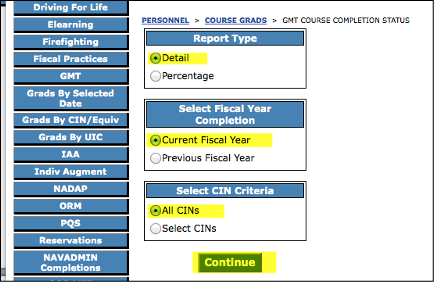 Driving For Life
Elearning
Firefighting
Fiscal Practices
GMT
Grads By Selected
Date
Grads By CIN/Equiv
Grads By UIC
IAA
Indiv Augment
NADAP
ORM
PQS
Reservations
NAVADMIN
Completions
PERSONNEL > COURSE GRADS > GMT COURSE COMPLETION STATUS
Report Type
Detail
Percentage
Select Fiscal Year
Completion
Current Fiscal Year
Previous Fiscal Year
Select CIN Criteria
All CINs
Select CINs
Continue